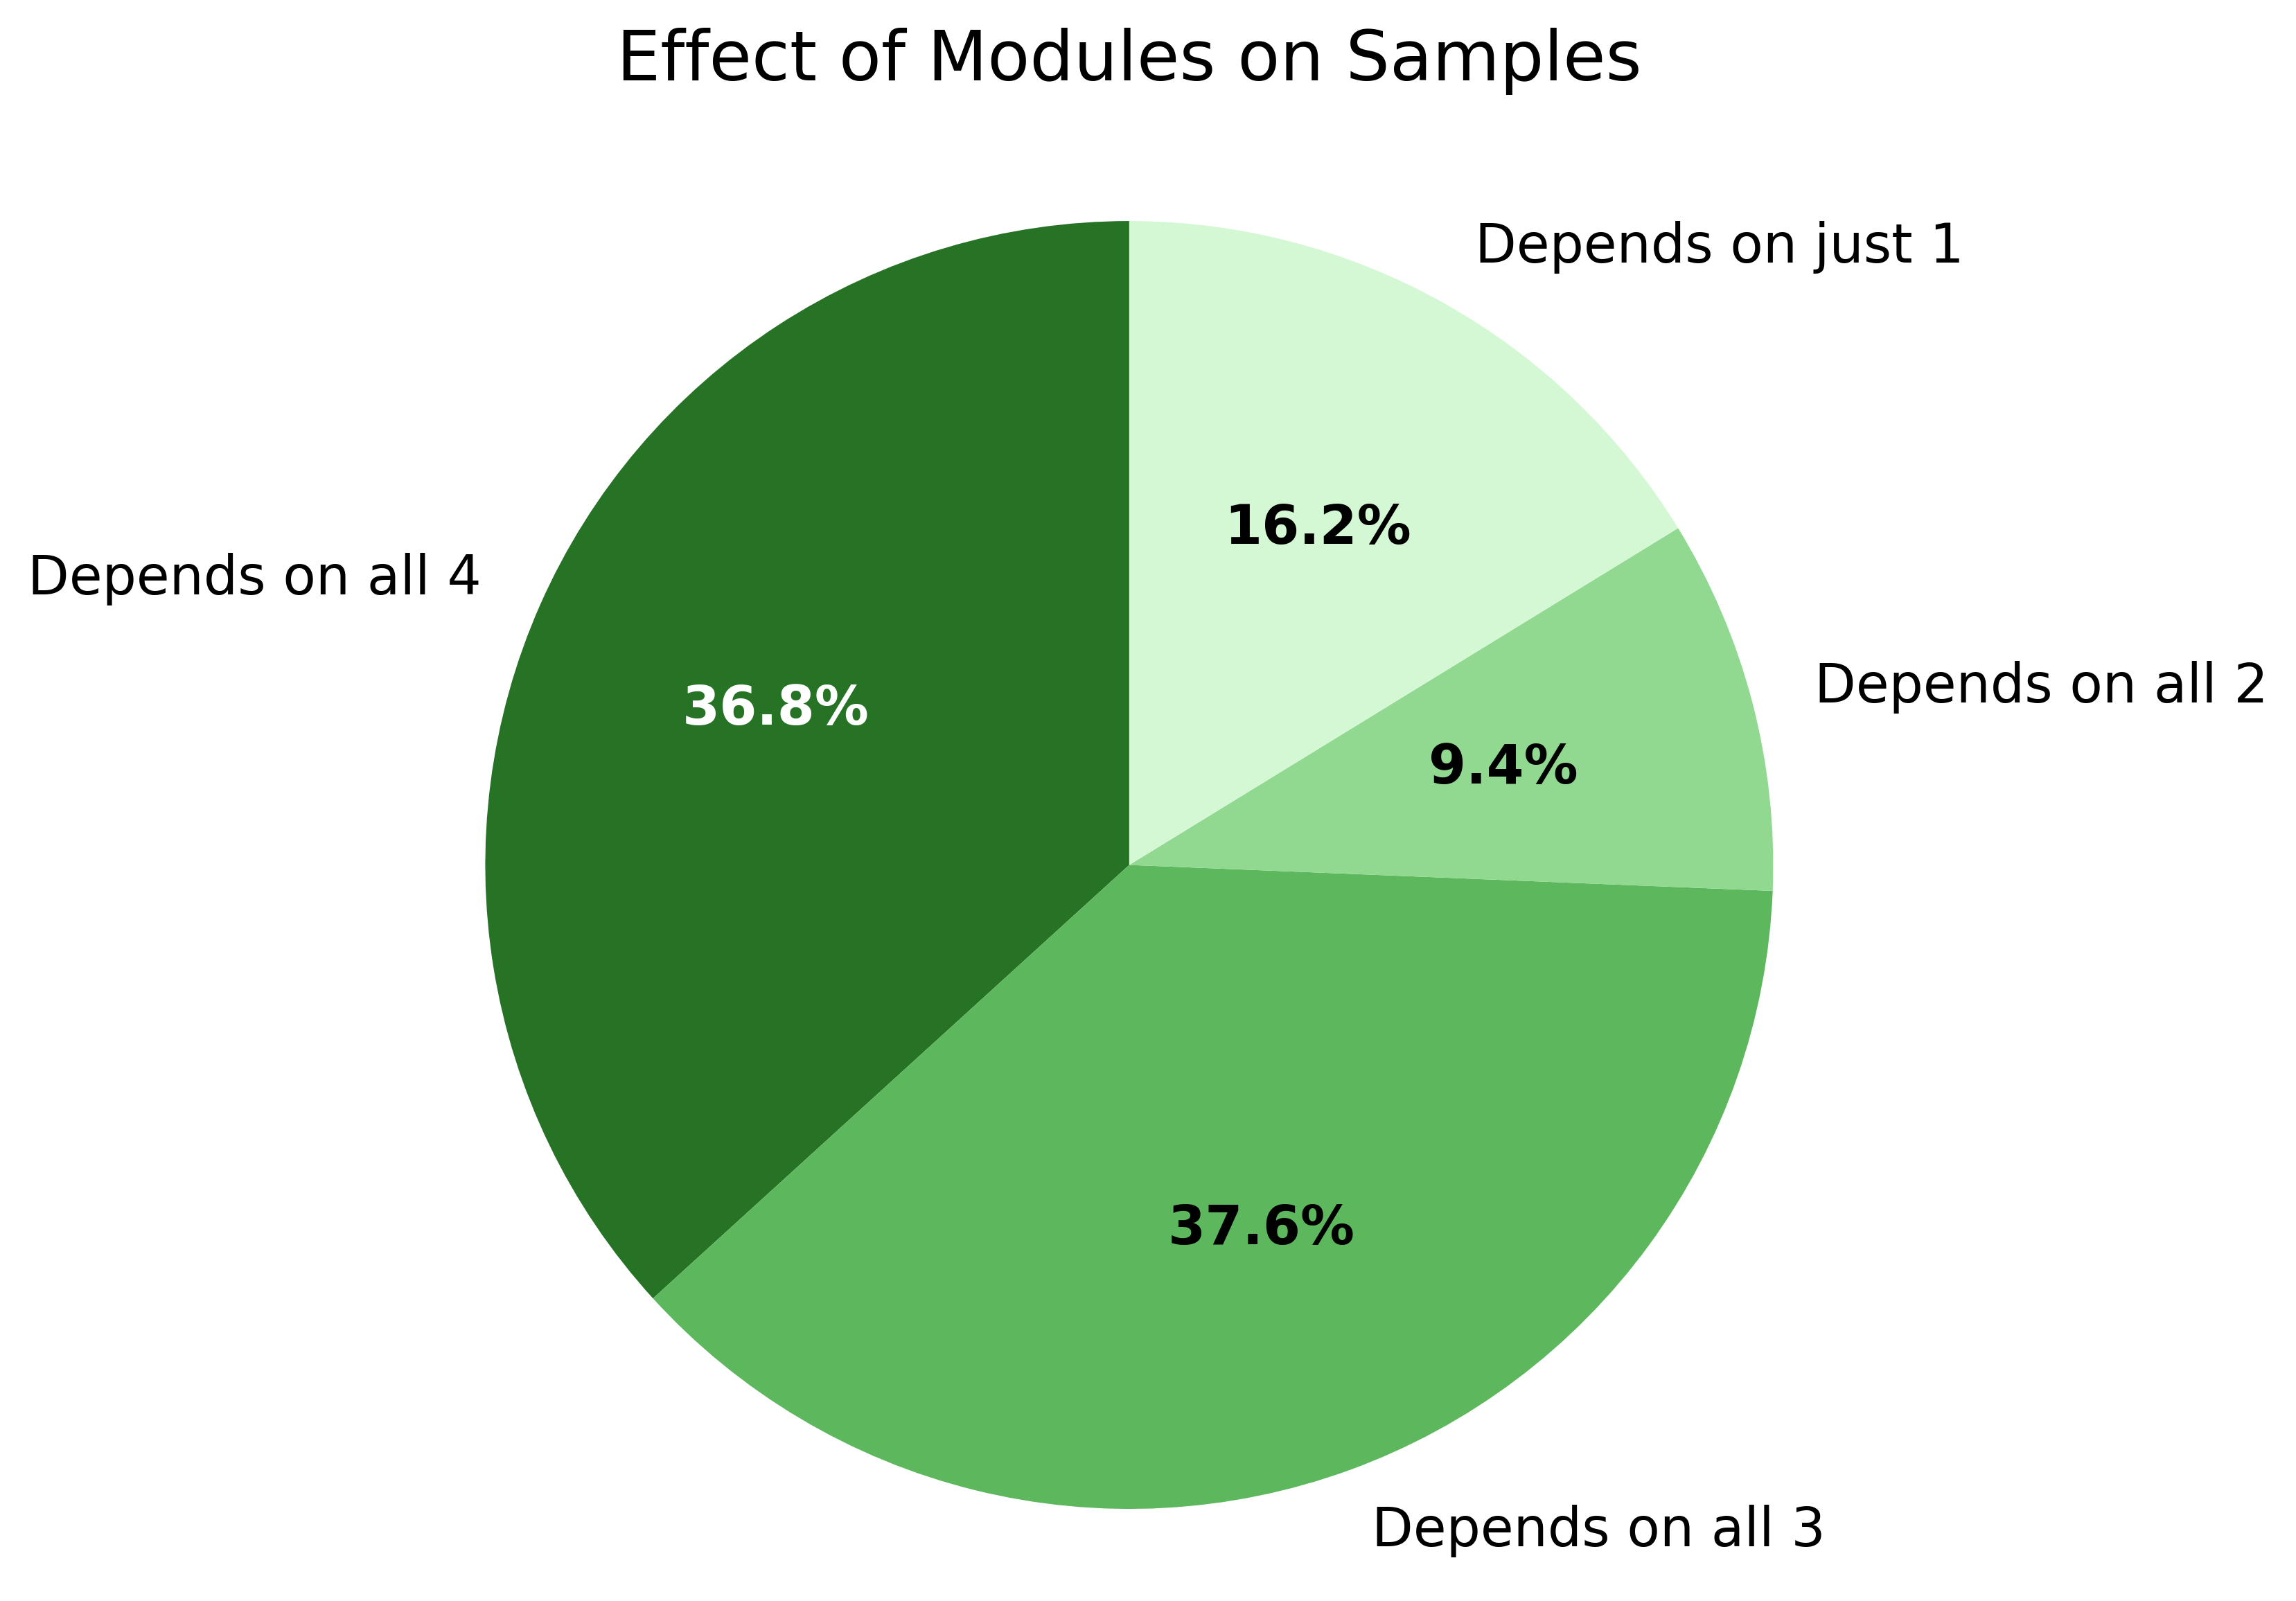 Effect of Modules on Samples
Depends on just 1
16.2%
Depends on all 4
Depends on all 2
36.8%
9.4%
37.6%
Depends on all 3